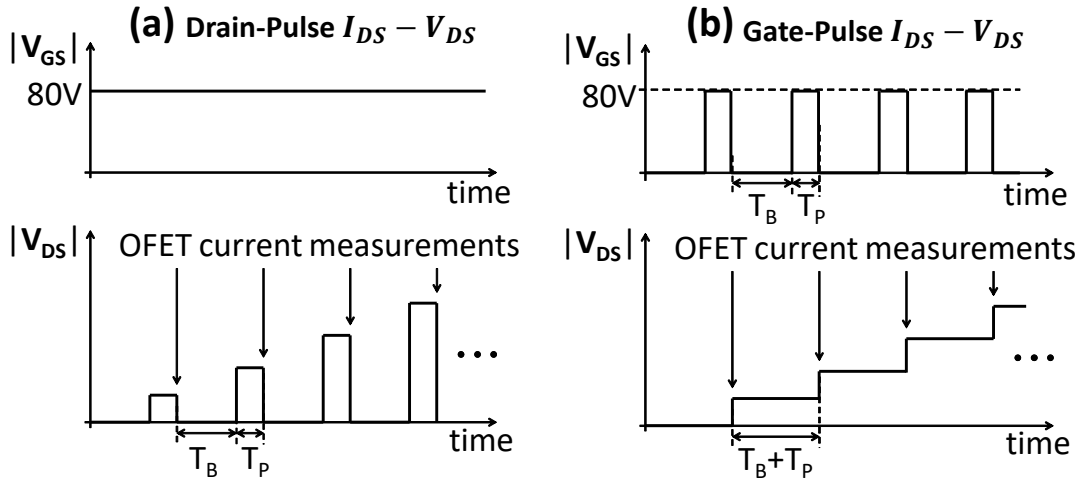 (a) Drain-Pulse I_DS − V_DS
|V_GS|
80V
time
|V_DS|
OFET current measurements
T_B
T_P
time
(b) Gate-Pulse I_DS − V_DS
|V_GS|
80V
T_B
T_P
time
|V_DS|
OFET current measurements
T_B+T_P
time